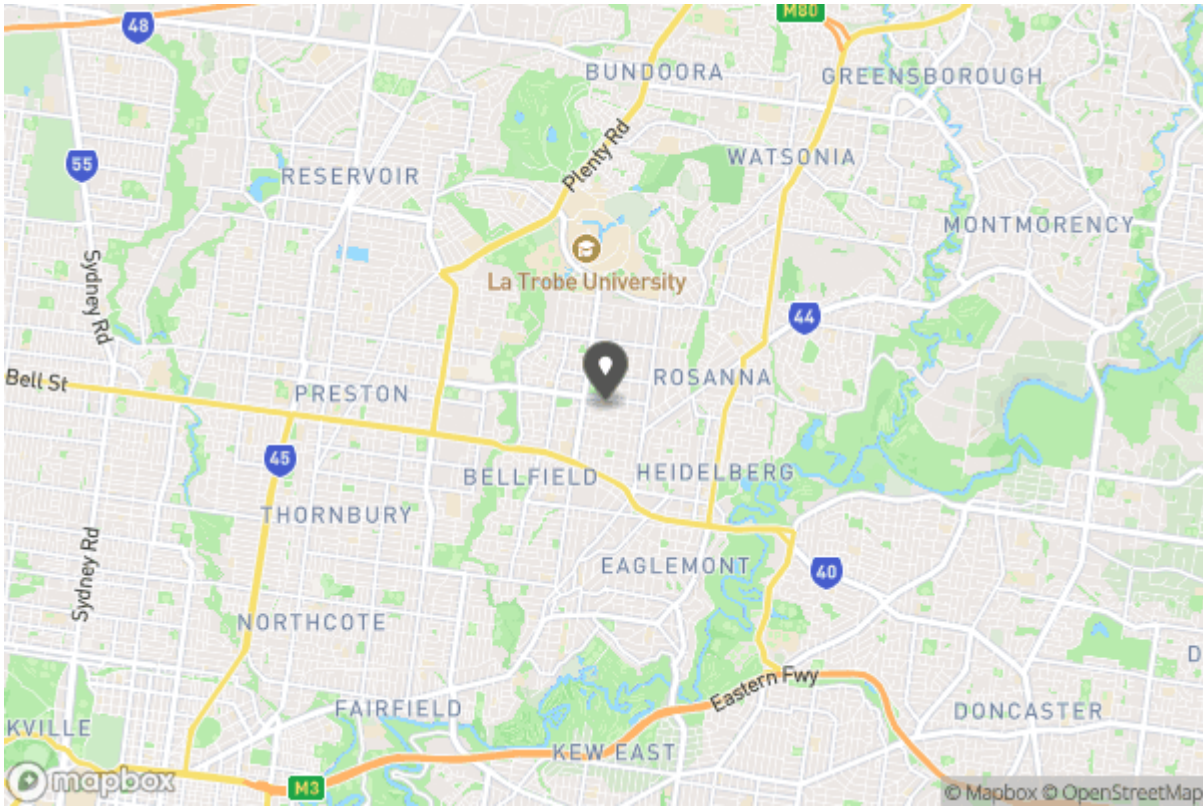 48
M80
BUNDOORA
GREENSBOROUGH
55
RESERVOIR
Plenty Rd
WATSONIA
MONTMORENCY
La Trobe University
Sydney Rd
44
Bell St
PRESTON
ROSANNA
45
BELLFIELD
HEIDELBERG
THORNBURY
EAGLEMONT
40
Sydney Rd
NORTHCOTE
Eastern Fwy
D
FAIRFIELD
DONCASTER
KVILLE
KEW EAST
mapbox
M3
© Mapbox © OpenStreetMap